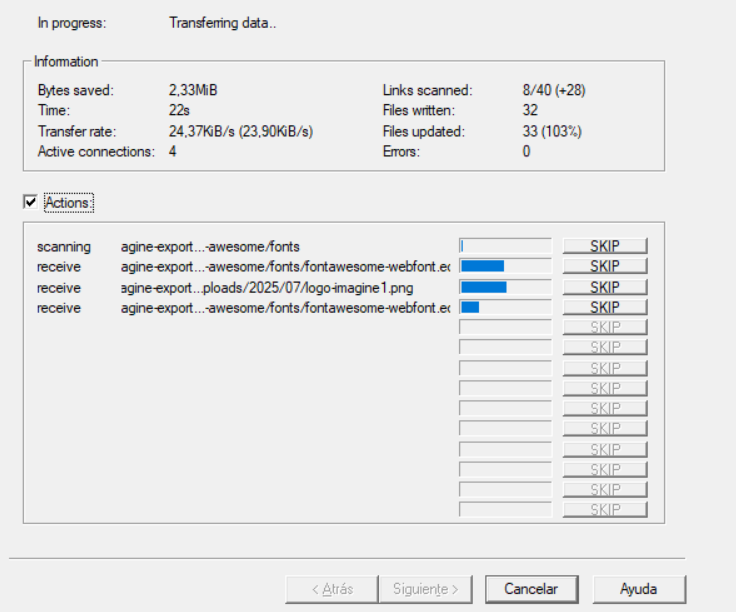 In progress: Transferring data..
Information
Bytes saved: 2,33MiB Links scanned: 8/40 (+28)
Time: 22s Files written: 32
Transfer rate: 24,37KiB/s (23,90KiB/s) Files updated: 33 (103%)
Active connections: 4 Errors: 0
Actions:
scanning agine-export...-awesome/fonts SKIP
receive agine-export...-awesome/fonts/fontawesome-webfont.eo SKIP
receive agine-export...ploads/2025/07/logo-imagine1.png SKIP
receive agine-export...-awesome/fonts/fontawesome-webfont.eo SKIP
SKIP
SKIP
SKIP
SKIP
SKIP
SKIP
SKIP
SKIP
SKIP
SKIP
< Atrás Siguiente > Cancelar Ayuda